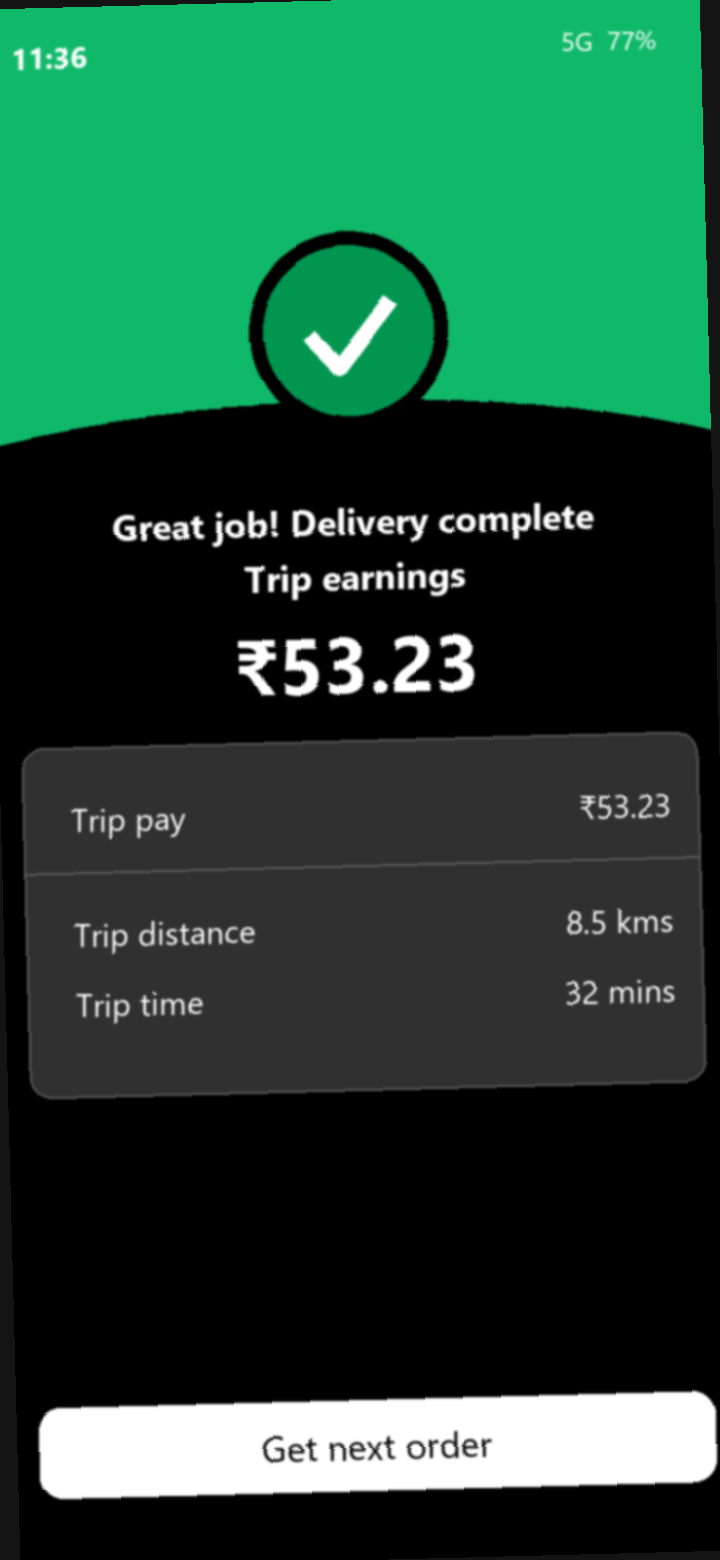 11:36 5G 77%
Great job! Delivery complete
Trip earnings
₹53.23
Trip pay ₹53.23
Trip distance 8.5 kms
Trip time 32 mins
Get next order